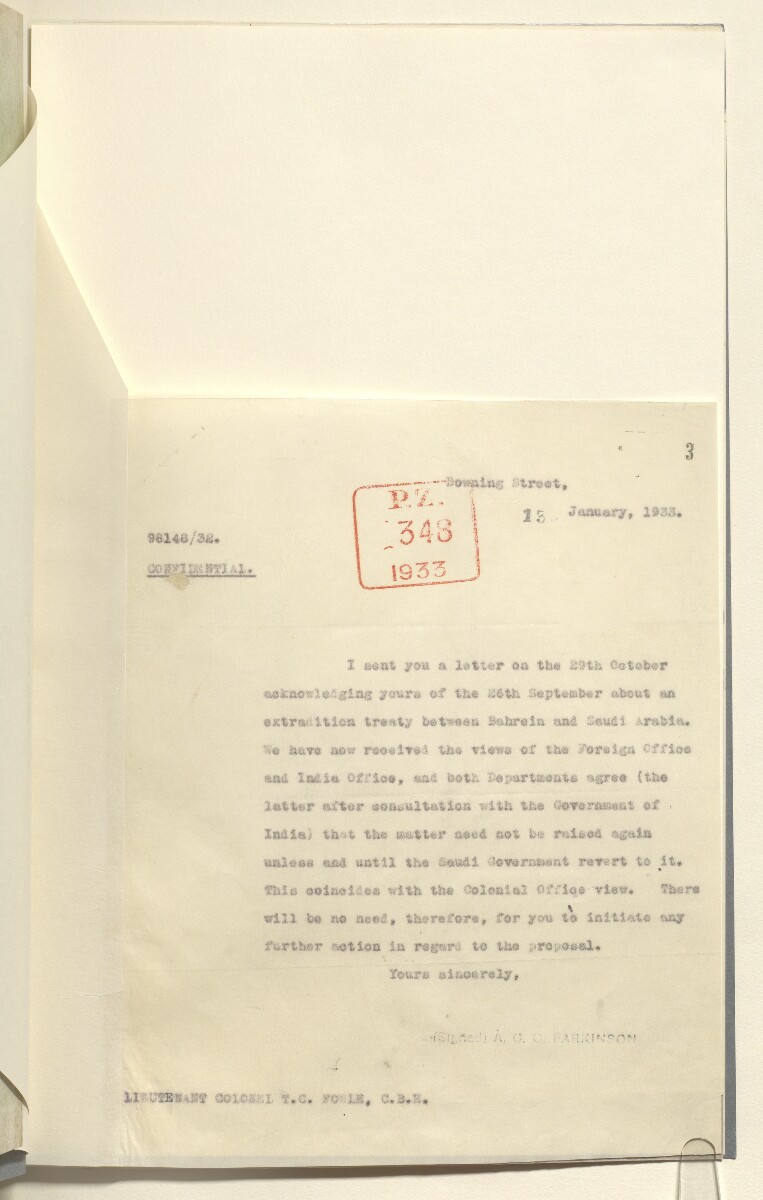 3
Downing Street,
13 January, 1933.
P.Z.
348
1933
98148/32.
CONFIDENTIAL.
I sent you a letter on the 29th October
acknowledging yours of the 26th September about an
extradition treaty between Bahrein and Saudi Arabia.
We have now received the views of the Foreign Office
and India Office, and both Departments agree (the
latter after consultation with the Government of
India) that the matter need not be raised again
unless and until the Saudi Government revert to it.
This coincides with the Colonial Office view. There
will be no need, therefore, for you to initiate any
further action in regard to the proposal.
Yours sincerely,
(Signed) A. C. C. PARKINSON
LIEUTENANT COLONEL T.C. FOWLE, C.B.E.